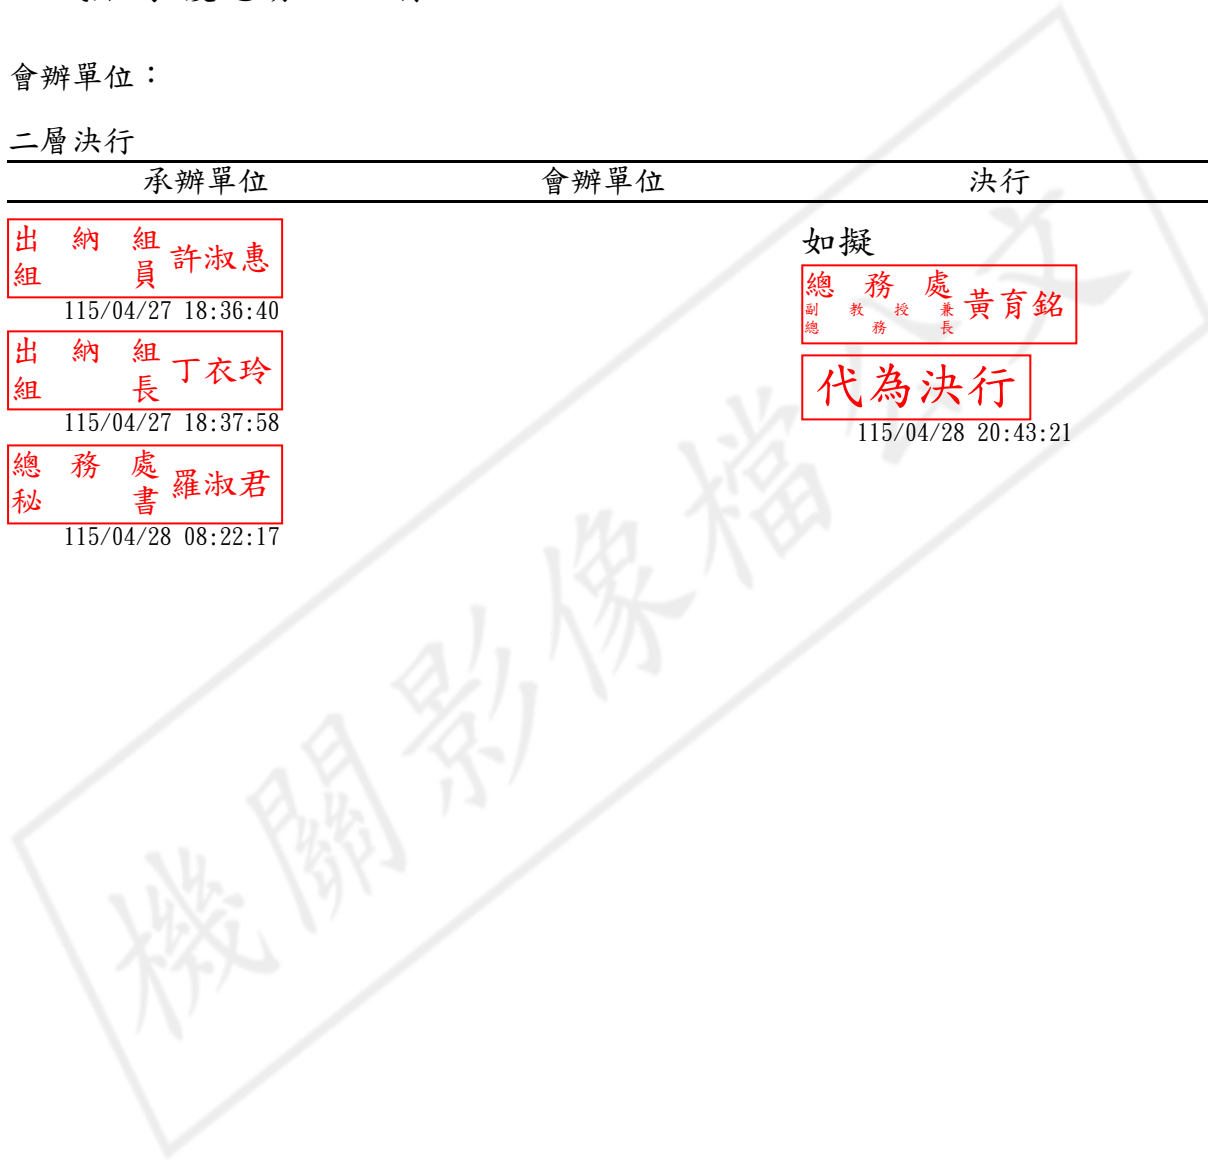 會辦單位：
二層決行
承辦單位 會辦單位 決行
出納組
組員 許淑惠
115/04/27 18:36:40
出納組
組長 丁衣玲
115/04/27 18:37:58
總務處
秘書 羅淑君
115/04/28 08:22:17
如擬
總務處
副教授兼
總務長 黃育銘
代為決行
115/04/28 20:43:21
機關影像檔公文